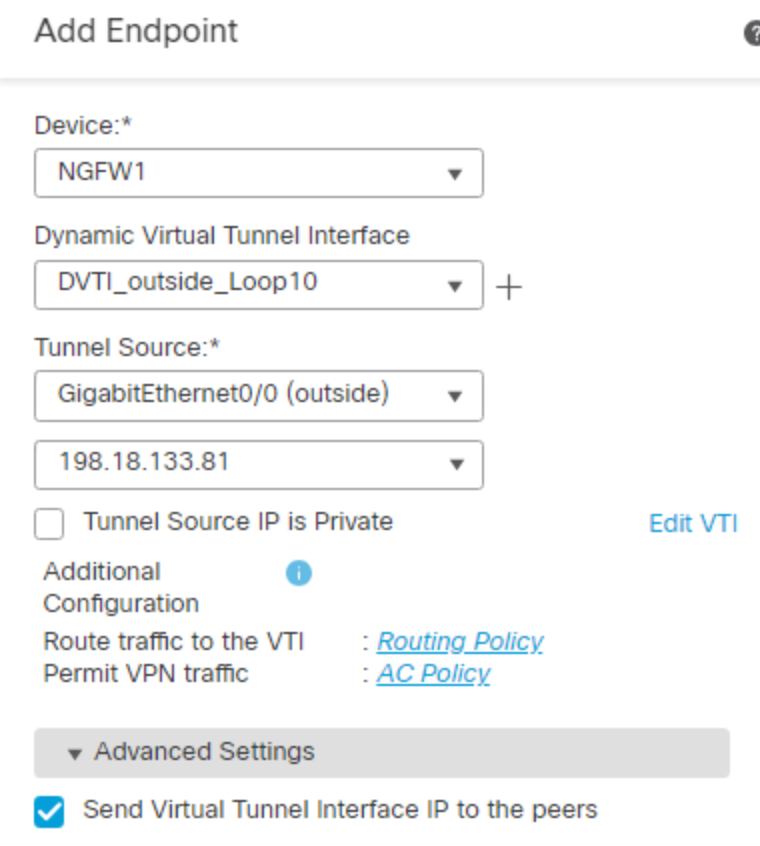 Add Endpoint
?
Device:*
NGFW1
Dynamic Virtual Tunnel Interface
DVTI_outside_Loop10
Tunnel Source:*
GigabitEthernet0/0 (outside)
198.18.133.81
Tunnel Source IP is Private
Edit VTI
Additional
Configuration
i
Route traffic to the VTI : Routing Policy
Permit VPN traffic : AC Policy
Advanced Settings
Send Virtual Tunnel Interface IP to the peers